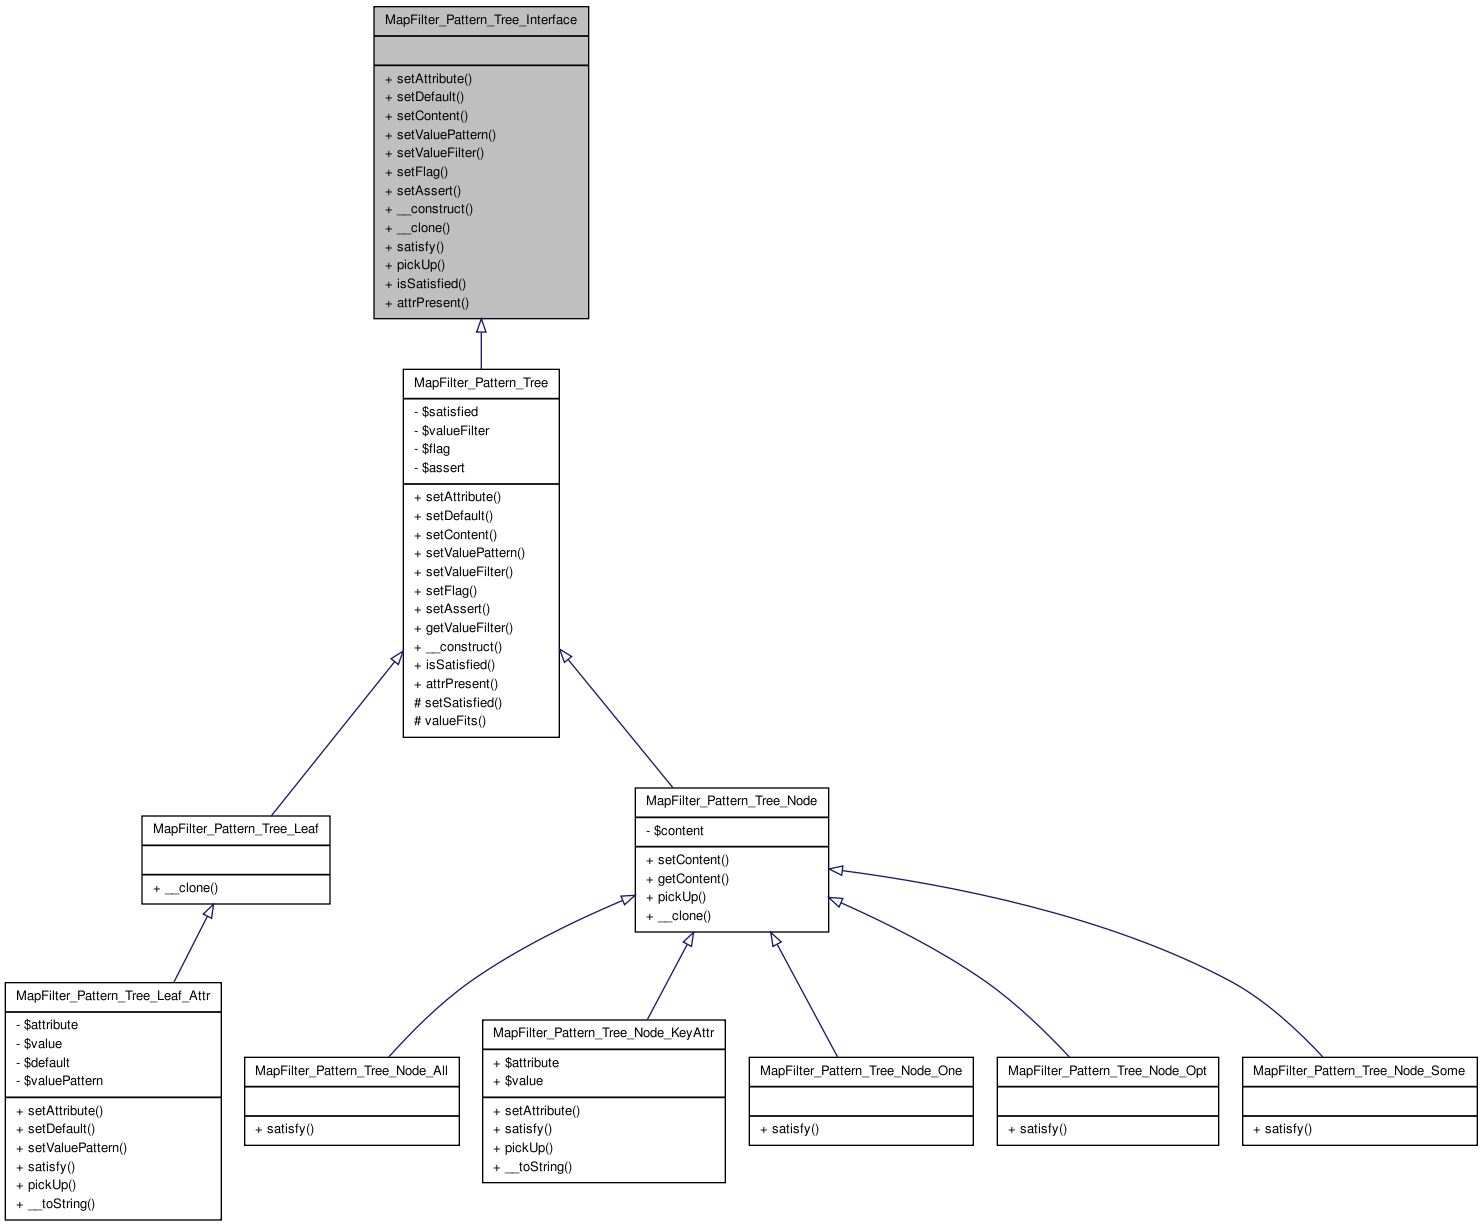 MapFilter_Pattern_Tree_Interface
+ setAttribute()
+ setDefault()
+ setContent()
+ setValuePattern()
+ setValueFilter()
+ setFlag()
+ setAssert()
+ __construct()
+ __clone()
+ satisfy()
+ pickUp()
+ isSatisfied()
+ attrPresent()
MapFilter_Pattern_Tree
- $satisfied
- $valueFilter
- $flag
- $assert
+ setAttribute()
+ setDefault()
+ setContent()
+ setValuePattern()
+ setValueFilter()
+ setFlag()
+ setAssert()
+ getValueFilter()
+ __construct()
+ isSatisfied()
+ attrPresent()
# setSatisfied()
# valueFits()
MapFilter_Pattern_Tree_Leaf
+ __clone()
MapFilter_Pattern_Tree_Node
- $content
+ setContent()
+ getContent()
+ pickUp()
+ __clone()
MapFilter_Pattern_Tree_Leaf_Attr
- $attribute
- $value
- $default
- $valuePattern
+ setAttribute()
+ setDefault()
+ setValuePattern()
+ satisfy()
+ pickUp()
+ __toString()
MapFilter_Pattern_Tree_Node_All
+ satisfy()
MapFilter_Pattern_Tree_Node_KeyAttr
+ $attribute
+ $value
+ setAttribute()
+ satisfy()
+ pickUp()
+ __toString()
MapFilter_Pattern_Tree_Node_One
+ satisfy()
MapFilter_Pattern_Tree_Node_Opt
+ satisfy()
MapFilter_Pattern_Tree_Node_Some
+ satisfy()